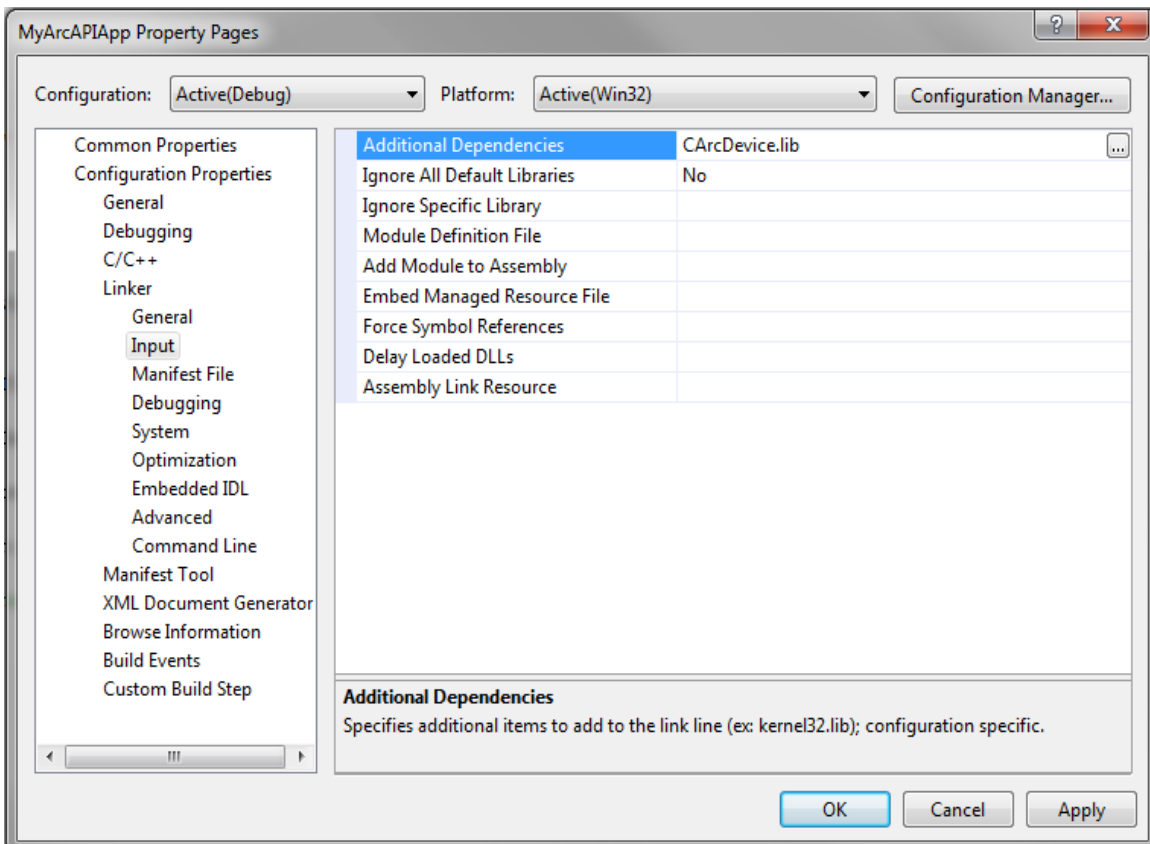 MyArcAPIApp Property Pages
Configuration: Active(Debug) Platform: Active(Win32) Configuration Manager...
Common Properties
Configuration Properties
General
Debugging
C/C++
Linker
General
Input
Manifest File
Debugging
System
Optimization
Embedded IDL
Advanced
Command Line
Manifest Tool
XML Document Generator
Browse Information
Build Events
Custom Build Step
Additional Dependencies CArcDevice.lib ...
Ignore All Default Libraries No
Ignore Specific Library
Module Definition File
Add Module to Assembly
Embed Managed Resource File
Force Symbol References
Delay Loaded DLLs
Assembly Link Resource
Additional Dependencies
Specifies additional items to add to the link line (ex: kernel32.lib); configuration specific.
OK Cancel Apply